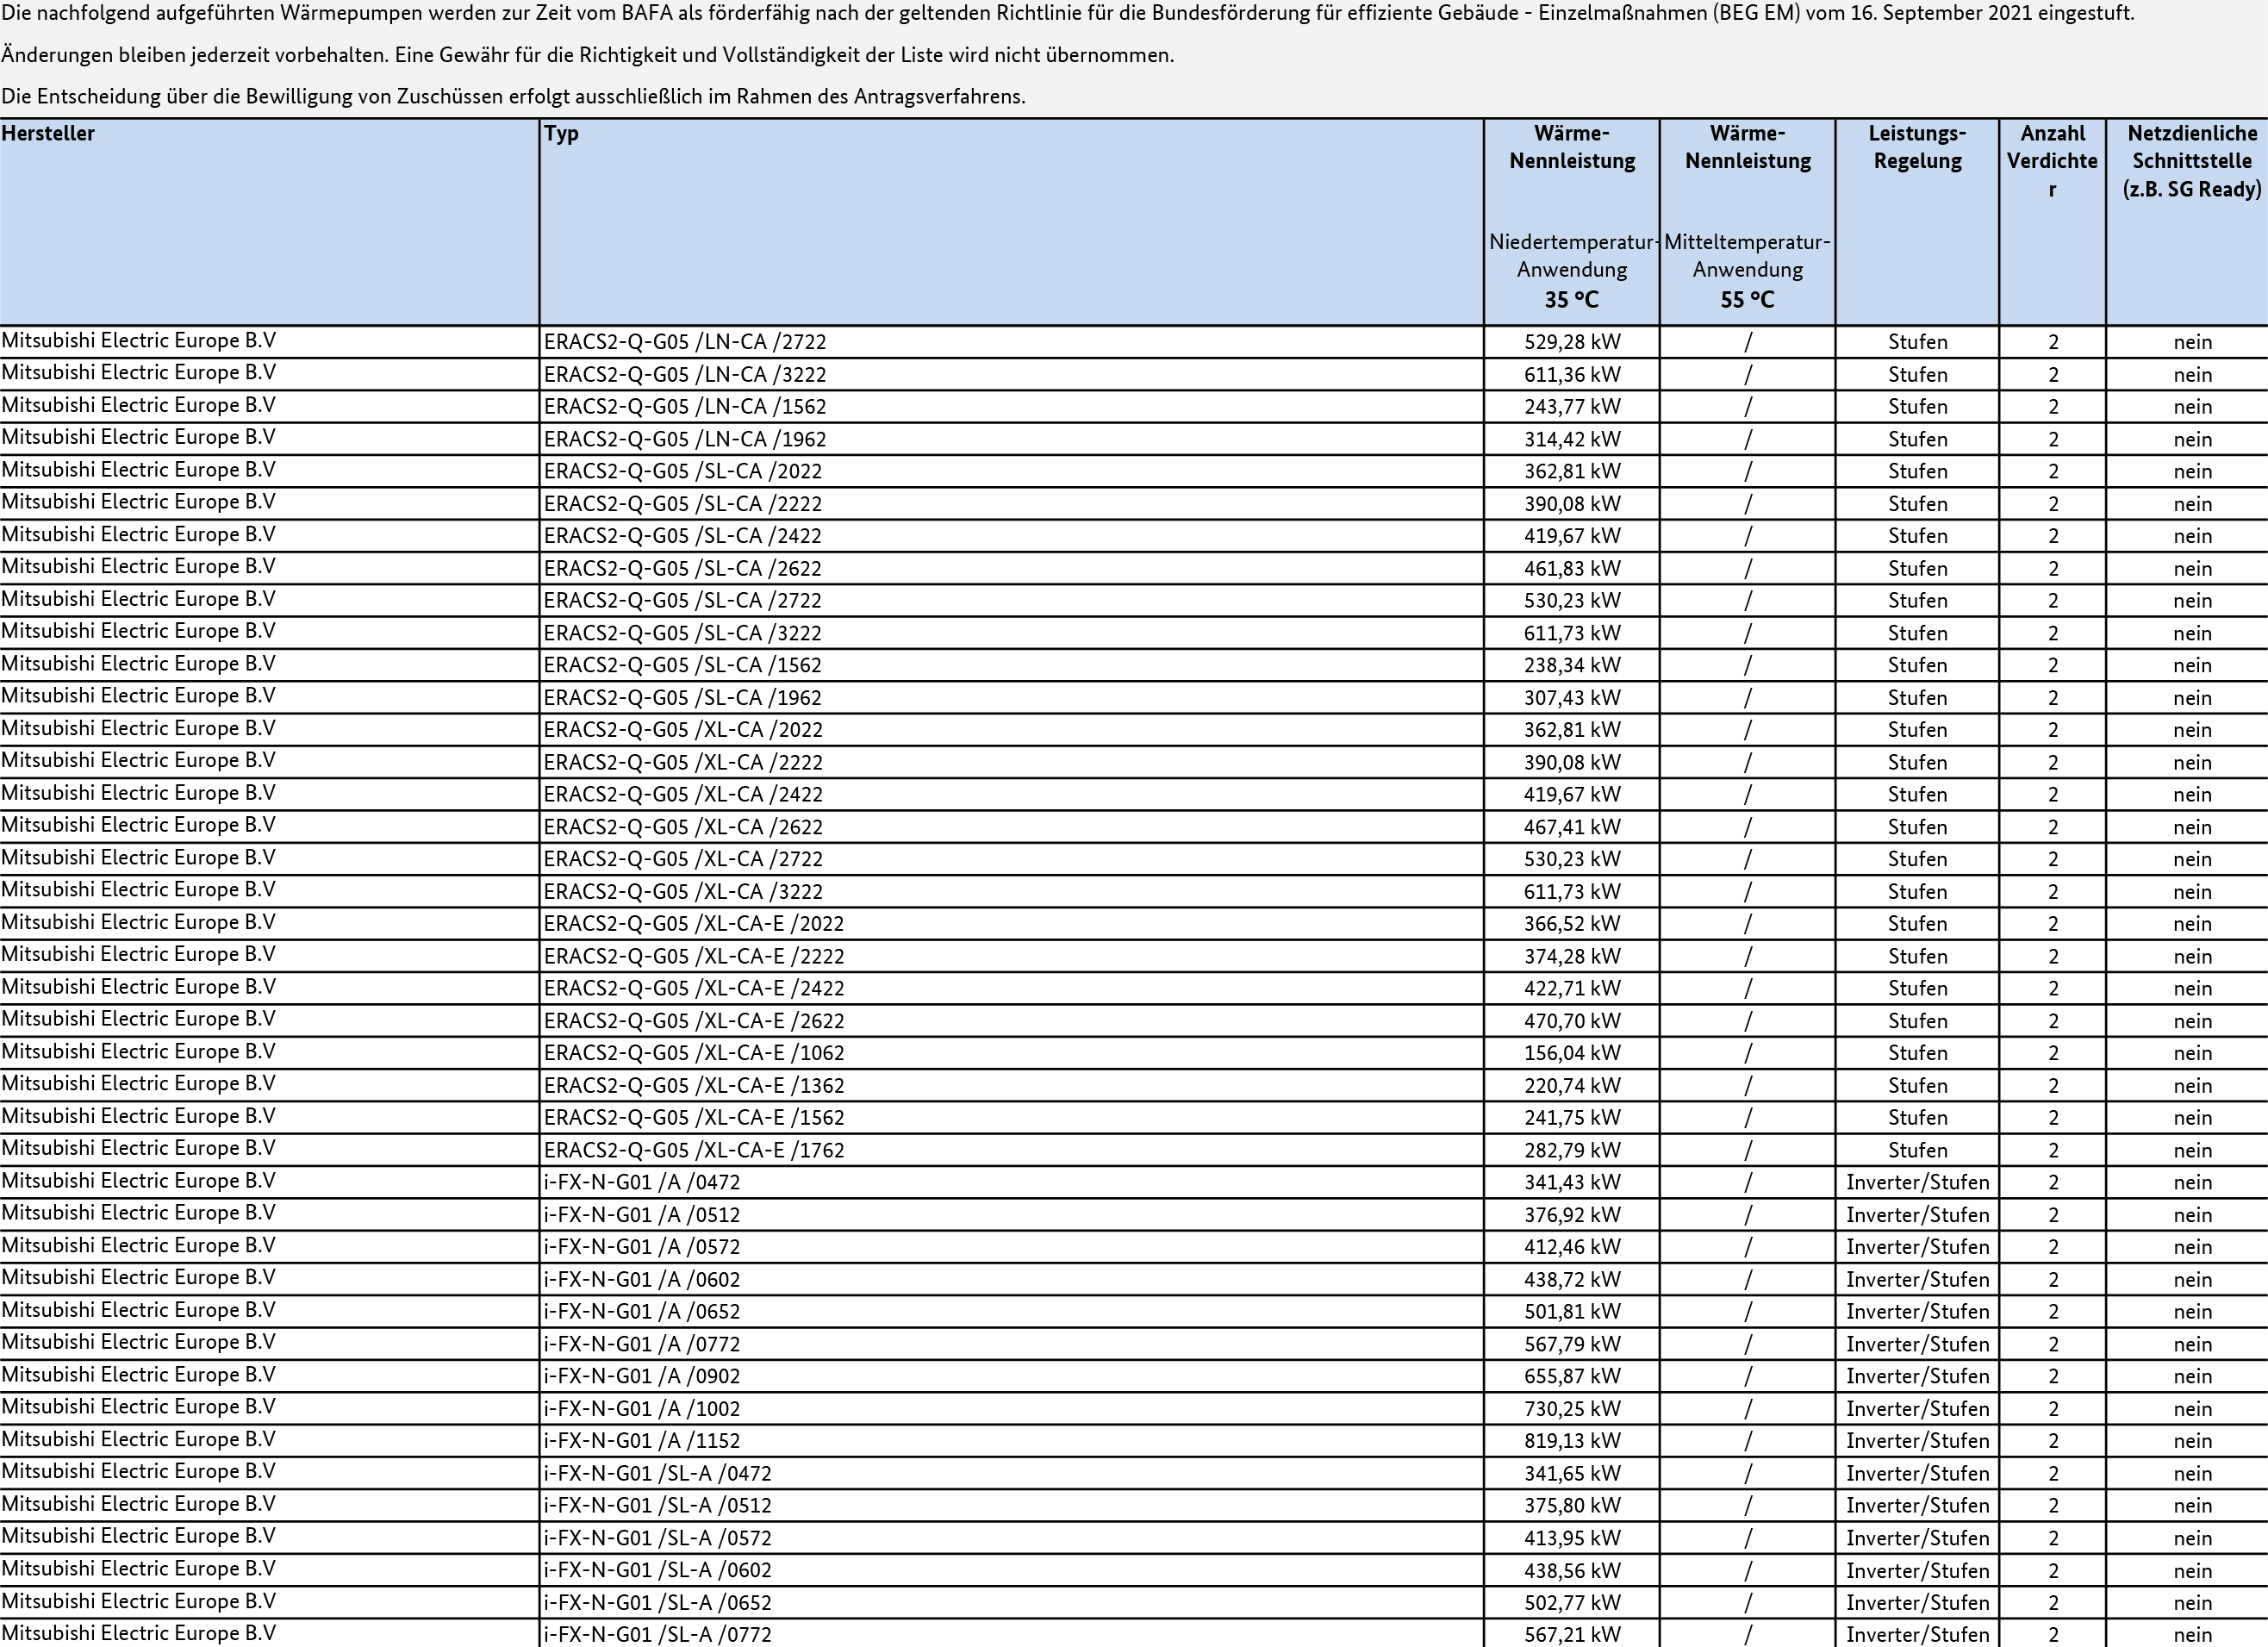 Die nachfolgend aufgeführten Wärmepumpen werden zur Zeit vom BAFA als förderfähig nach der geltenden Richtlinie für die Bundesförderung für effiziente Gebäude - Einzelmaßnahmen (BEG EM) vom 16. September 2021 eingestuft.
Änderungen bleiben jederzeit vorbehalten. Eine Gewähr für die Richtigkeit und Vollständigkeit der Liste wird nicht übernommen.
Die Entscheidung über die Bewilligung von Zuschüssen erfolgt ausschließlich im Rahmen des Antragsverfahrens.
Hersteller Typ Wärme- Wärme- Leistungs- Anzahl Netzdienliche
Nennleistung Nennleistung Regelung Verdichte Schnittstelle
r (z.B. SG Ready)
Niedertemperatur- Mitteltemperatur-
Anwendung Anwendung
35 °C 55 °C
Mitsubishi Electric Europe B.V ERACS2-Q-G05 /LN-CA /2722 529,28 kW / Stufen 2 nein
Mitsubishi Electric Europe B.V ERACS2-Q-G05 /LN-CA /3222 611,36 kW / Stufen 2 nein
Mitsubishi Electric Europe B.V ERACS2-Q-G05 /LN-CA /1562 243,77 kW / Stufen 2 nein
Mitsubishi Electric Europe B.V ERACS2-Q-G05 /LN-CA /1962 314,42 kW / Stufen 2 nein
Mitsubishi Electric Europe B.V ERACS2-Q-G05 /SL-CA /2022 362,81 kW / Stufen 2 nein
Mitsubishi Electric Europe B.V ERACS2-Q-G05 /SL-CA /2222 390,08 kW / Stufen 2 nein
Mitsubishi Electric Europe B.V ERACS2-Q-G05 /SL-CA /2422 419,67 kW / Stufen 2 nein
Mitsubishi Electric Europe B.V ERACS2-Q-G05 /SL-CA /2622 461,83 kW / Stufen 2 nein
Mitsubishi Electric Europe B.V ERACS2-Q-G05 /SL-CA /2722 530,23 kW / Stufen 2 nein
Mitsubishi Electric Europe B.V ERACS2-Q-G05 /SL-CA /3222 611,73 kW / Stufen 2 nein
Mitsubishi Electric Europe B.V ERACS2-Q-G05 /SL-CA /1562 238,34 kW / Stufen 2 nein
Mitsubishi Electric Europe B.V ERACS2-Q-G05 /SL-CA /1962 307,43 kW / Stufen 2 nein
Mitsubishi Electric Europe B.V ERACS2-Q-G05 /XL-CA /2022 362,81 kW / Stufen 2 nein
Mitsubishi Electric Europe B.V ERACS2-Q-G05 /XL-CA /2222 390,08 kW / Stufen 2 nein
Mitsubishi Electric Europe B.V ERACS2-Q-G05 /XL-CA /2422 419,67 kW / Stufen 2 nein
Mitsubishi Electric Europe B.V ERACS2-Q-G05 /XL-CA /2622 467,41 kW / Stufen 2 nein
Mitsubishi Electric Europe B.V ERACS2-Q-G05 /XL-CA /2722 530,23 kW / Stufen 2 nein
Mitsubishi Electric Europe B.V ERACS2-Q-G05 /XL-CA /3222 611,73 kW / Stufen 2 nein
Mitsubishi Electric Europe B.V ERACS2-Q-G05 /XL-CA-E /2022 366,52 kW / Stufen 2 nein
Mitsubishi Electric Europe B.V ERACS2-Q-G05 /XL-CA-E /2222 374,28 kW / Stufen 2 nein
Mitsubishi Electric Europe B.V ERACS2-Q-G05 /XL-CA-E /2422 422,71 kW / Stufen 2 nein
Mitsubishi Electric Europe B.V ERACS2-Q-G05 /XL-CA-E /2622 470,70 kW / Stufen 2 nein
Mitsubishi Electric Europe B.V ERACS2-Q-G05 /XL-CA-E /1062 156,04 kW / Stufen 2 nein
Mitsubishi Electric Europe B.V ERACS2-Q-G05 /XL-CA-E /1362 220,74 kW / Stufen 2 nein
Mitsubishi Electric Europe B.V ERACS2-Q-G05 /XL-CA-E /1562 241,75 kW / Stufen 2 nein
Mitsubishi Electric Europe B.V ERACS2-Q-G05 /XL-CA-E /1762 282,79 kW / Stufen 2 nein
Mitsubishi Electric Europe B.V i-FX-N-G01 /A /0472 341,43 kW / Inverter/Stufen 2 nein
Mitsubishi Electric Europe B.V i-FX-N-G01 /A /0512 376,92 kW / Inverter/Stufen 2 nein
Mitsubishi Electric Europe B.V i-FX-N-G01 /A /0572 412,46 kW / Inverter/Stufen 2 nein
Mitsubishi Electric Europe B.V i-FX-N-G01 /A /0602 438,72 kW / Inverter/Stufen 2 nein
Mitsubishi Electric Europe B.V i-FX-N-G01 /A /0652 501,81 kW / Inverter/Stufen 2 nein
Mitsubishi Electric Europe B.V i-FX-N-G01 /A /0772 567,79 kW / Inverter/Stufen 2 nein
Mitsubishi Electric Europe B.V i-FX-N-G01 /A /0902 655,87 kW / Inverter/Stufen 2 nein
Mitsubishi Electric Europe B.V i-FX-N-G01 /A /1002 730,25 kW / Inverter/Stufen 2 nein
Mitsubishi Electric Europe B.V i-FX-N-G01 /A /1152 819,13 kW / Inverter/Stufen 2 nein
Mitsubishi Electric Europe B.V i-FX-N-G01 /SL-A /0472 341,65 kW / Inverter/Stufen 2 nein
Mitsubishi Electric Europe B.V i-FX-N-G01 /SL-A /0512 375,80 kW / Inverter/Stufen 2 nein
Mitsubishi Electric Europe B.V i-FX-N-G01 /SL-A /0572 413,95 kW / Inverter/Stufen 2 nein
Mitsubishi Electric Europe B.V i-FX-N-G01 /SL-A /0602 438,56 kW / Inverter/Stufen 2 nein
Mitsubishi Electric Europe B.V i-FX-N-G01 /SL-A /0652 502,77 kW / Inverter/Stufen 2 nein
Mitsubishi Electric Europe B.V i-FX-N-G01 /SL-A /0772 567,21 kW / Inverter/Stufen 2 nein